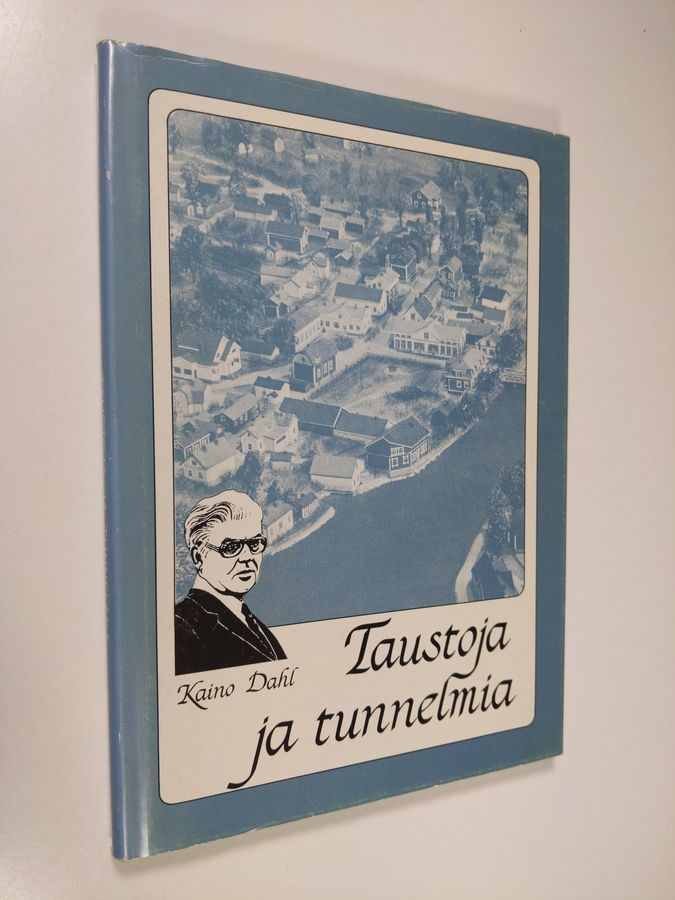 Kaino Dahl
Taustoja
ja tunnelmia